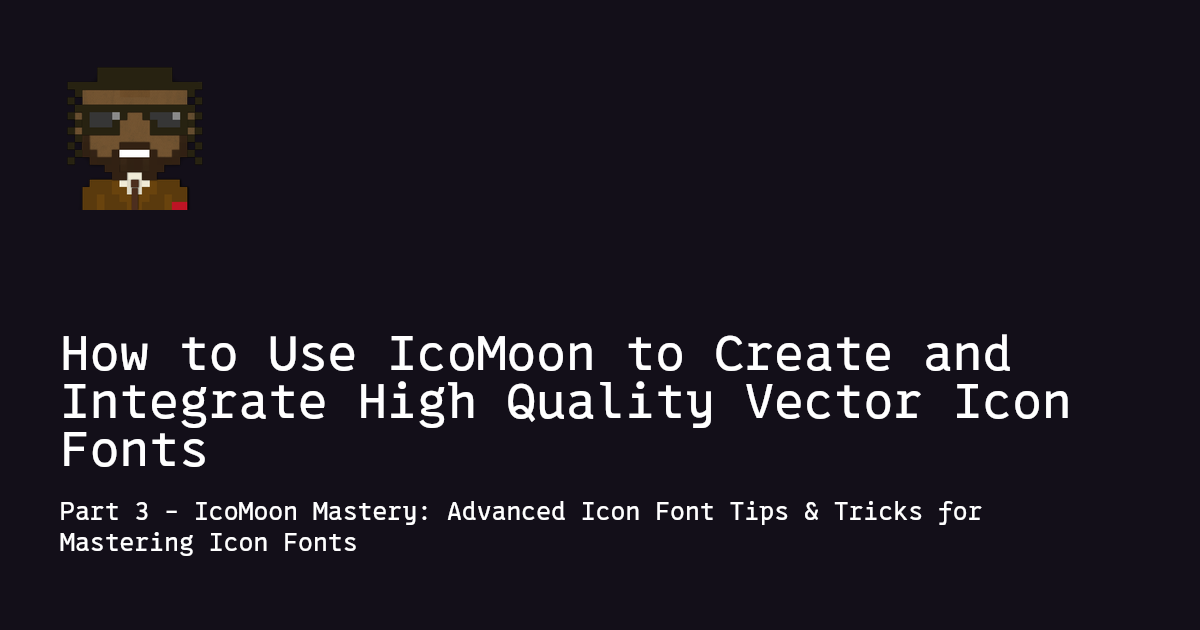 How to Use IcoMoon to Create and
Integrate High Quality Vector Icon
Fonts
Part 3 – IcoMoon Mastery: Advanced Icon Font Tips & Tricks for
Mastering Icon Fonts